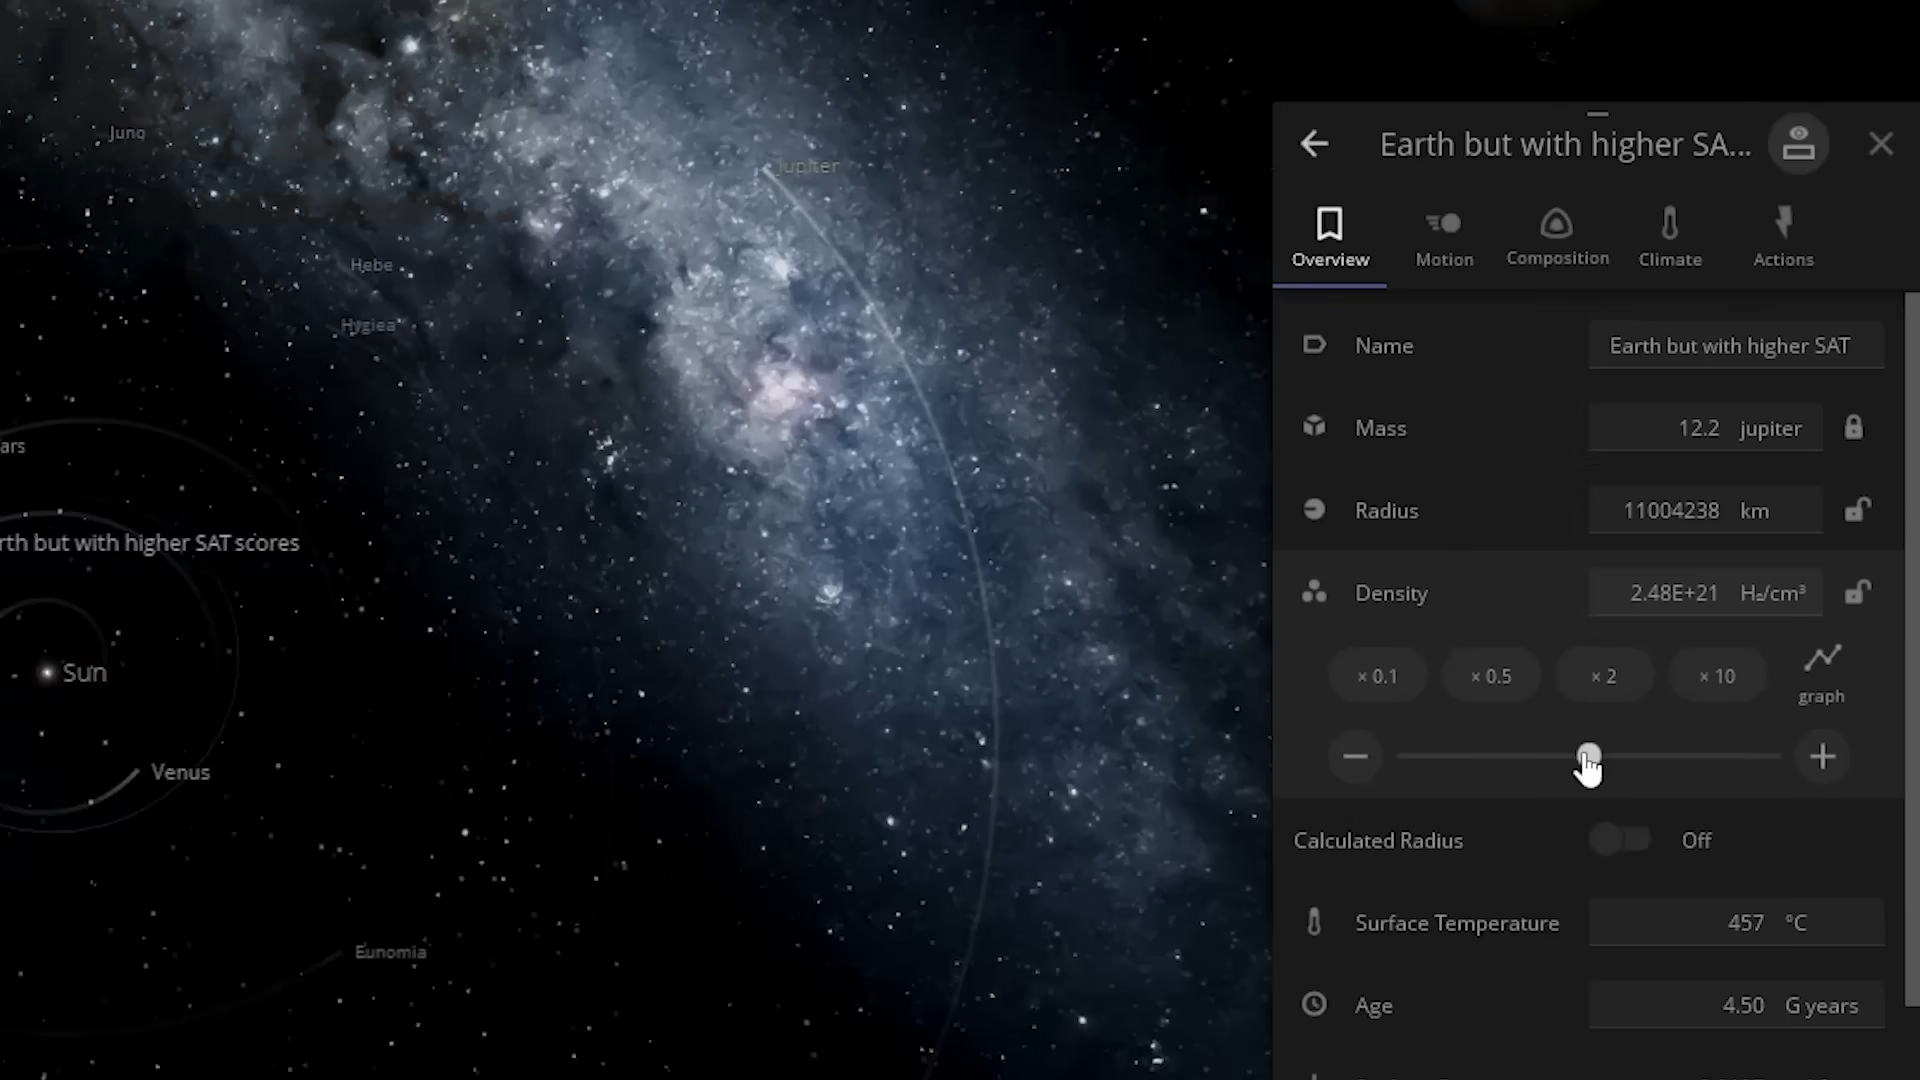 Juno
Jupiter
Hebe
Hygiea
ars
rth but with higher SAT scores
Sun
Venus
Eunomia
Earth but with higher SA...
Overview
Motion
Composition
Climate
Actions
Name
Earth but with higher SAT
Mass
12.2 jupiter
Radius
11004238 km
Density
2.48E+21 H₂/cm³
× 0.1
× 0.5
× 2
× 10
graph
Calculated Radius
Off
Surface Temperature
457 °C
Age
4.50 G years